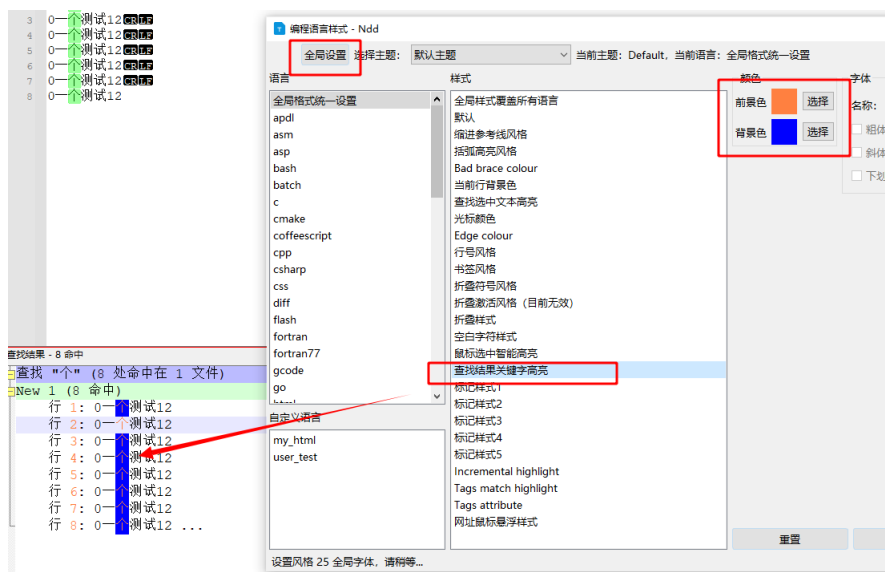 3 0一个测试12CRLF
4 0一个测试12CRLF
5 0一个测试12CRLF
6 0一个测试12CRLF
7 0一个测试12CRLF
8 0一个测试12
查找结果 - 8 命中
查找 "个" (8 处命中在 1 文件)
New 1 (8 命中)
行 1: 0一个测试12
行 2: 0一个测试12
行 3: 0一个测试12
行 4: 0一个测试12
行 5: 0一个测试12
行 6: 0一个测试12
行 7: 0一个测试12
行 8: 0一个测试12 ...
编程语言样式 - Ndd
全局设置 选择主题: 默认主题 当前主题: Default, 当前语言: 全局格式统一设置
语言
全局格式统一设置
apdl
asm
asp
bash
batch
c
cmake
coffeescript
cpp
csharp
css
diff
flash
fortran
fortran77
gcode
go
html
自定义语言
my_html
user_test
样式
全局样式覆盖所有语言
默认
缩进参考线风格
括弧高亮风格
Bad brace colour
当前行背景色
查找选中文本高亮
光标颜色
Edge colour
行号风格
书签风格
折叠符号风格
折叠激活风格（目前无效）
折叠样式
空白字符样式
鼠标选中智能高亮
查找结果关键字高亮
标记样式1
标记样式2
标记样式3
标记样式4
标记样式5
Incremental highlight
Tags match highlight
Tags attribute
网址鼠标悬浮样式
颜色
前景色 选择
背景色 选择
字体
名称:
粗体
斜体
下划
重置
设置风格 25 全局字体，请稍等...